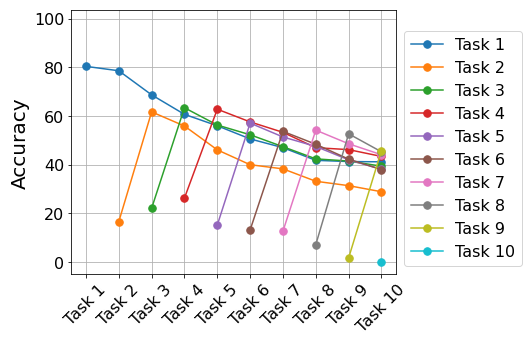 100
80
60
40
20
0
Accuracy
Task 1
Task 2
Task 3
Task 4
Task 5
Task 6
Task 7
Task 8
Task 9
Task 10
Task 1
Task 2
Task 3
Task 4
Task 5
Task 6
Task 7
Task 8
Task 9
Task 10